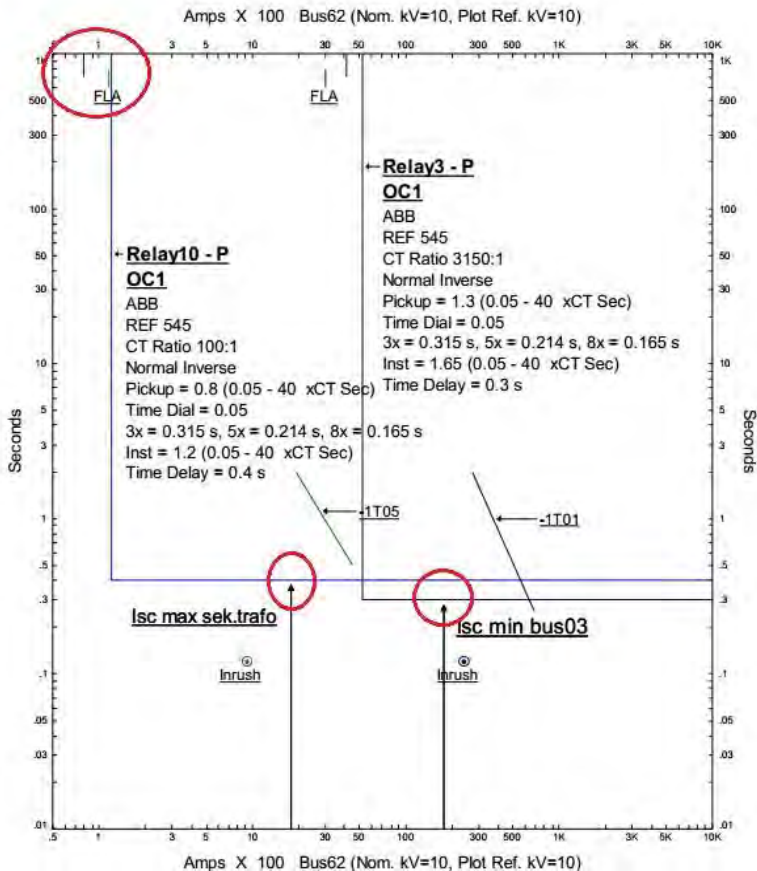 Amps X 100 Bus62 (Nom. kV=10, Plot Ref. kV=10)
.5 1 3 5 10 30 50 100 300 500 1K 3K 5K 10K
1K 1K
FLA FLA
500 500
300 300
Relay3 - P
OC1
ABB
REF 545
CT Ratio 3150:1
Normal Inverse
Pickup = 1.3 (0.05 - 40 xCT Sec)
Time Dial = 0.05
3x = 0.315 s, 5x = 0.214 s, 8x = 0.165 s
Inst = 1.65 (0.05 - 40 xCT Sec)
Time Delay = 0.3 s
100 100
50 50
30 30
Relay10 - P
OC1
ABB
REF 545
CT Ratio 100:1
Normal Inverse
Pickup = 0.8 (0.05 - 40 xCT Sec)
Time Dial = 0.05
3x = 0.315 s, 5x = 0.214 s, 8x = 0.165 s
Inst = 1.2 (0.05 - 40 xCT Sec)
Time Delay = 0.4 s
10 10
5 5
3 3
Seconds Seconds
-1T05 -1T01
1 1
.5 .5
.3 .3
Isc max sek.trafo Isc min bus03
Inrush Inrush
.1 .1
.05 .05
.03 .03
.01 .01
.5 1 3 5 10 30 50 100 300 500 1K 3K 5K 10K
Amps X 100 Bus62 (Nom. kV=10, Plot Ref. kV=10)